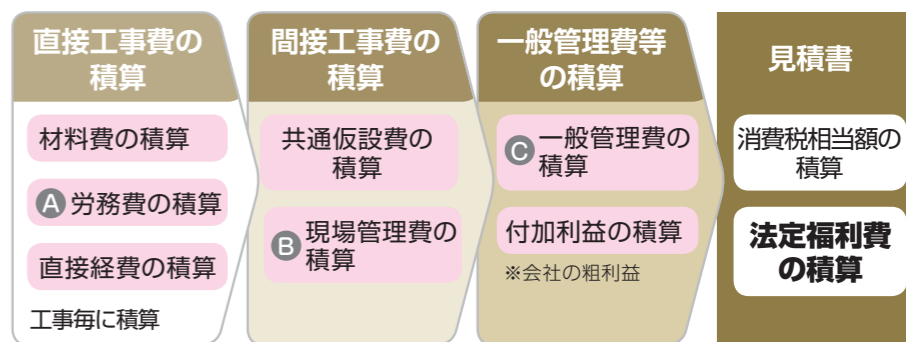 直接工事費の
積算
材料費の積算
A 労務費の積算
直接経費の積算
工事毎に積算
間接工事費の
積算
共通仮設費の
積算
B 現場管理費の
積算
一般管理費等
の積算
C 一般管理費の
積算
付加利益の積算
※会社の粗利益
見積書
消費税相当額の
積算
法定福利費
の積算